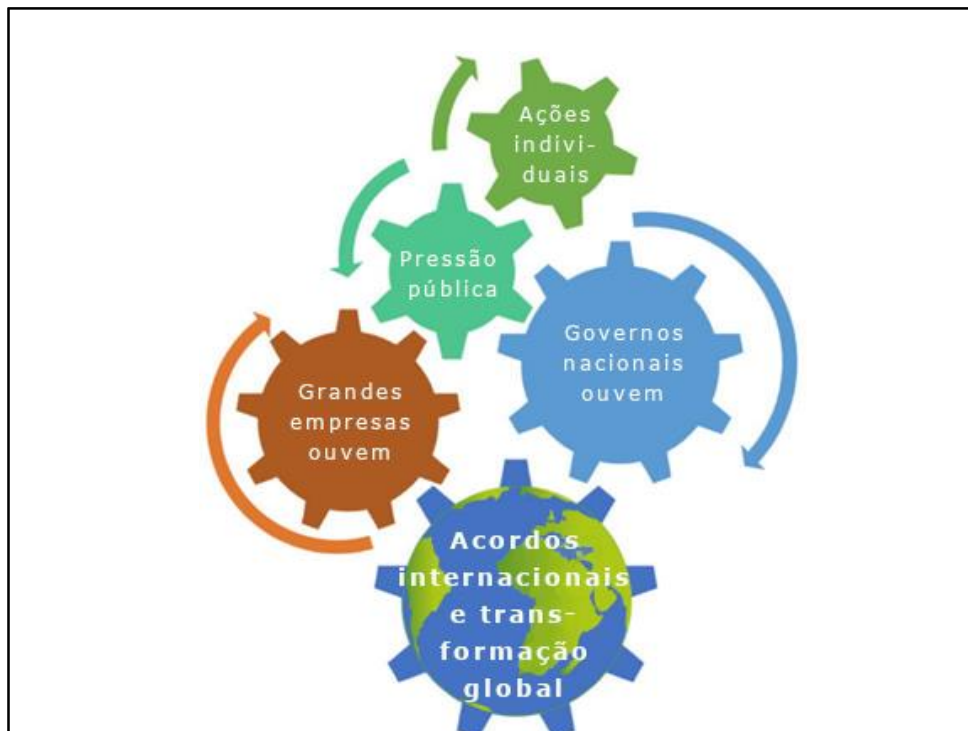 Ações
indivi-
duais
Pressão
pública
Governos
nacionais
ouvem
Grandes
empresas
ouvem
Acordos
internacionais
e trans-
formação
global